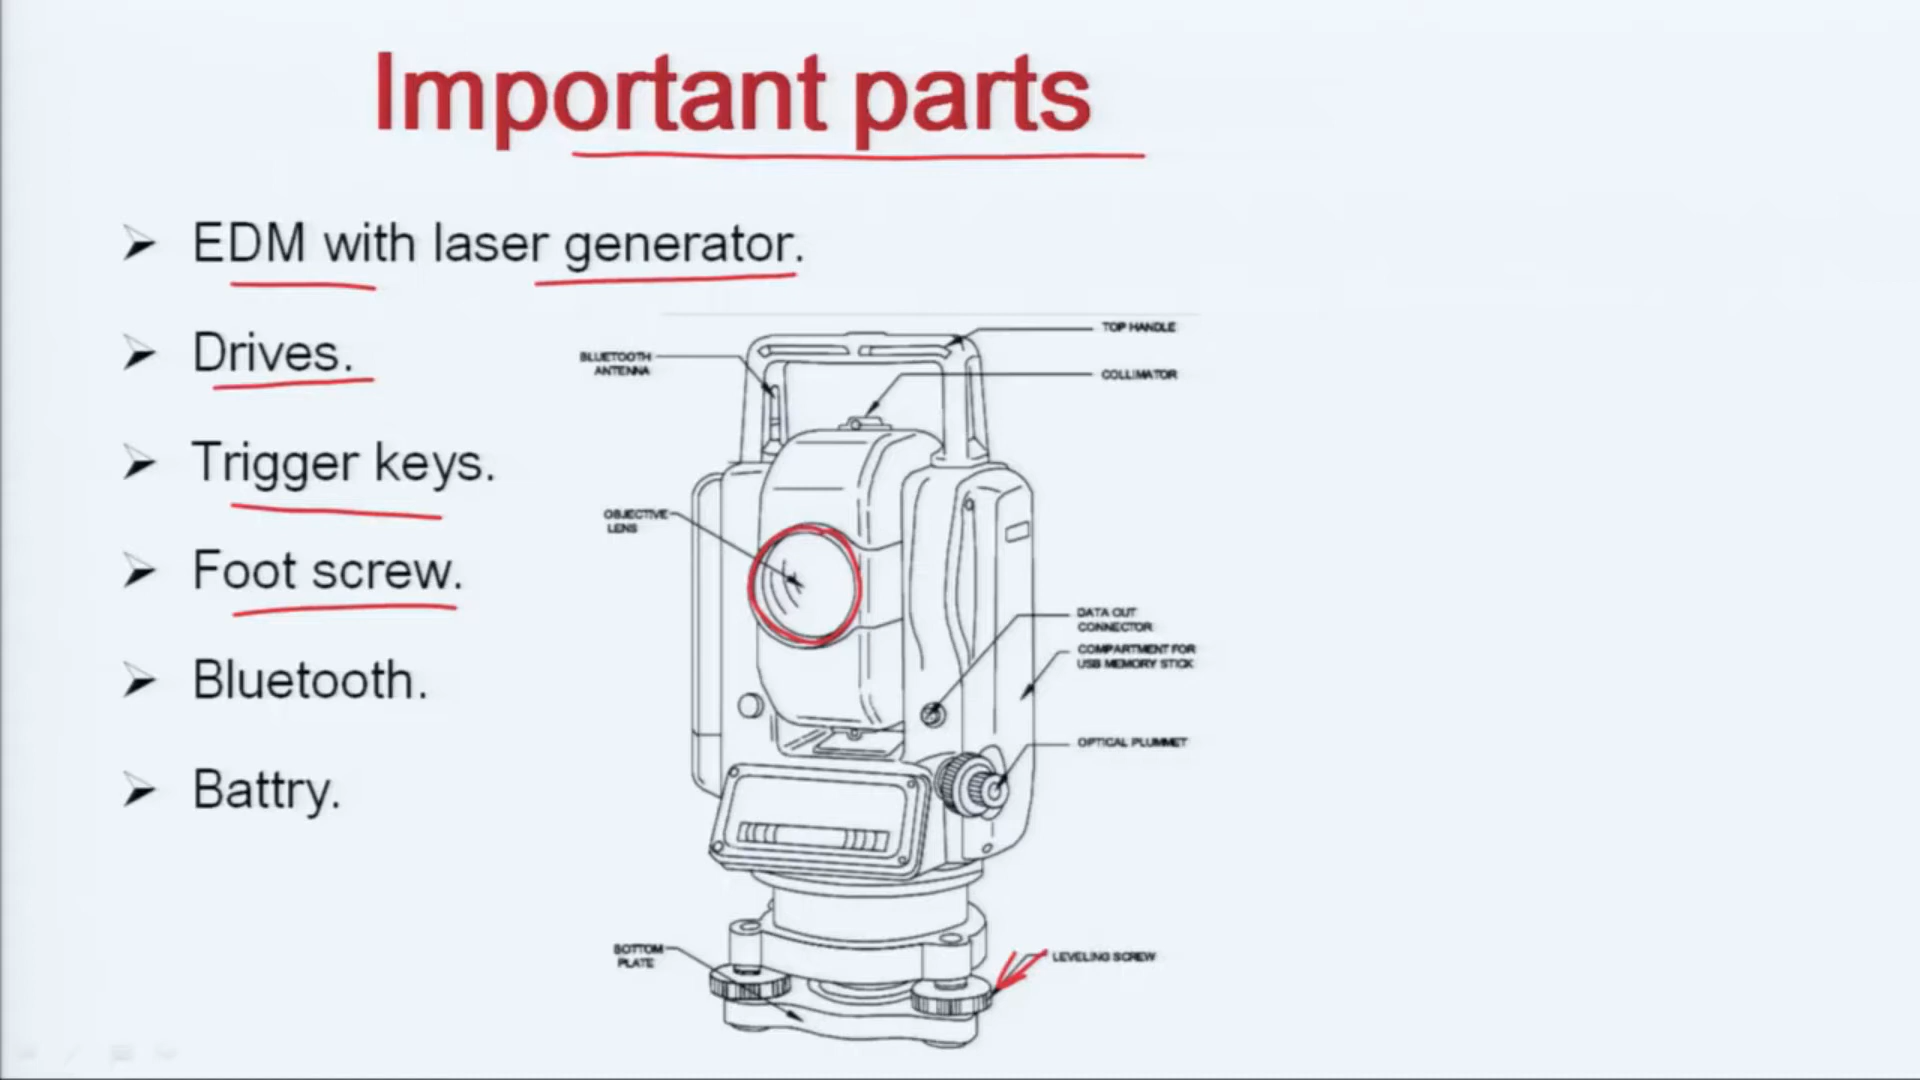 Important parts
EDM with laser generator.
Drives.
Trigger keys.
Foot screw.
Bluetooth.
Battry.
TOP HANDLE
BLUETOOTH
ANTENNA
COLLIMATOR
OBJECTIVE
LENS
DATA OUT
CONNECTOR
COMPARTMENT FOR
USB MEMORY STICK
OPTICAL PLUMMET
BOTTOM
PLATE
LEVELING SCREW